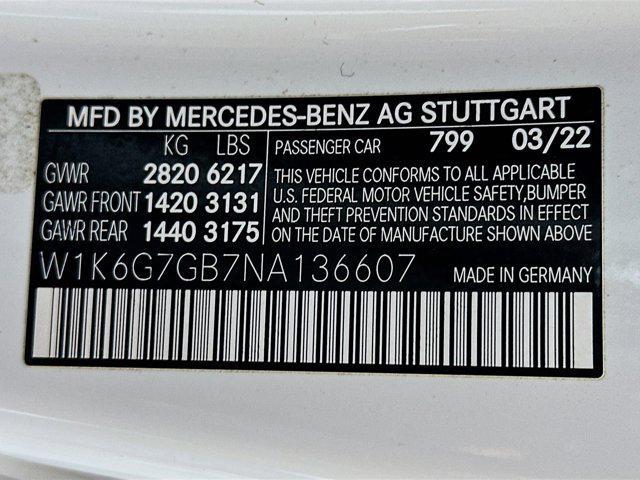 MFD BY MERCEDES-BENZ AG STUTTGART
KG LBS
GVWR 2820 6217
GAWR FRONT 1420 3131
GAWR REAR 1440 3175
PASSENGER CAR 799 03/22
THIS VEHICLE CONFORMS TO ALL APPLICABLE
U.S. FEDERAL MOTOR VEHICLE SAFETY,BUMPER
AND THEFT PREVENTION STANDARDS IN EFFECT
ON THE DATE OF MANUFACTURE SHOWN ABOVE.
W1K6G7GB7NA136607 MADE IN GERMANY